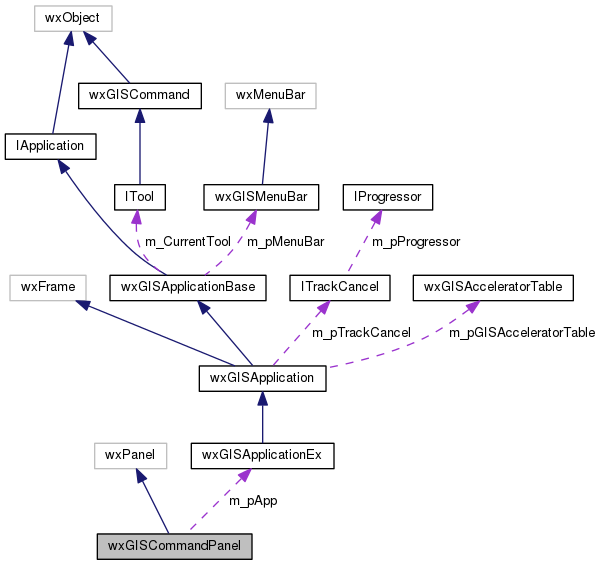 wxObject
wxGISCommand
wxMenuBar
IApplication
ITool
wxGISMenuBar
IProgressor
m_CurrentTool
m_pMenuBar
m_pProgressor
wxFrame
wxGISApplicationBase
ITrackCancel
wxGISAcceleratorTable
m_pTrackCancel
m_pGISAcceleratorTable
wxGISApplication
wxPanel
wxGISApplicationEx
m_pApp
wxGISCommandPanel